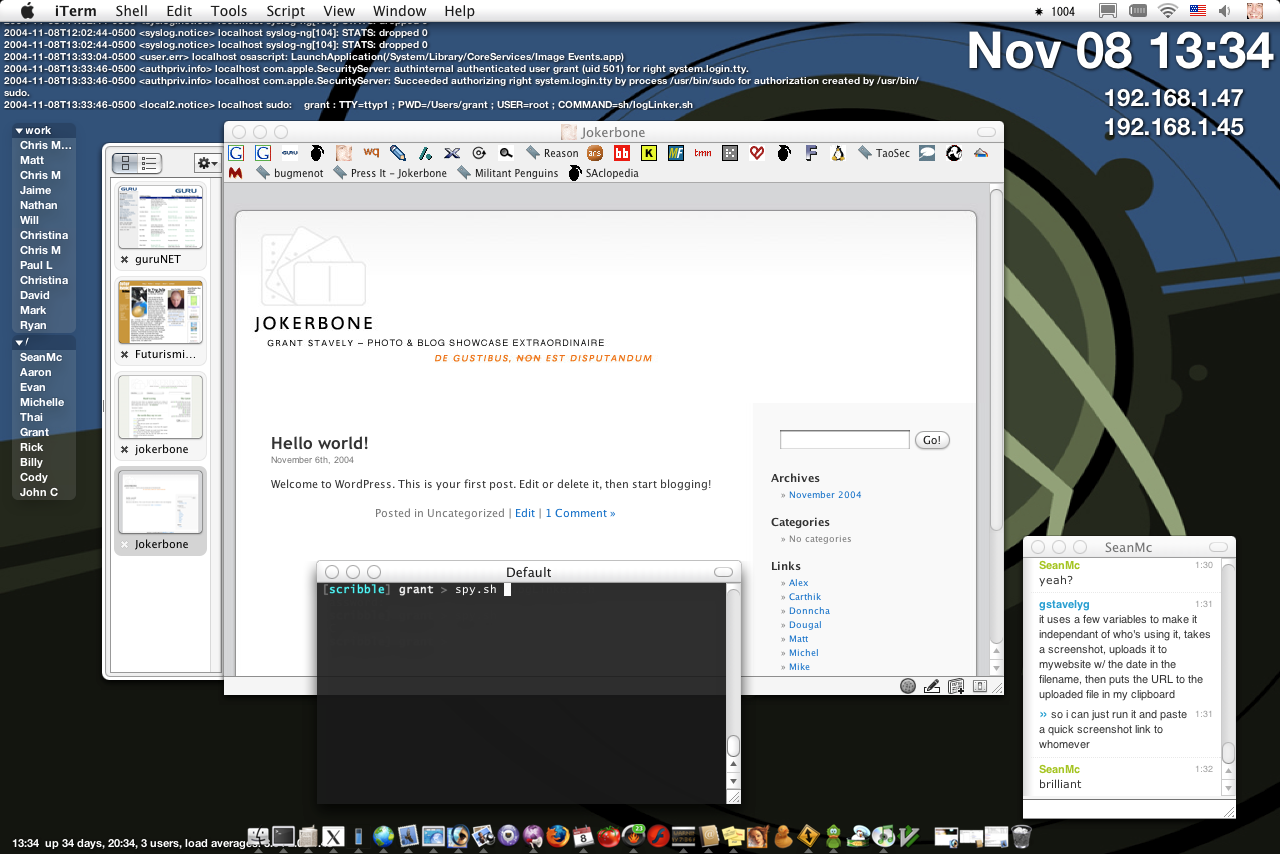 iTerm Shell Edit Tools Script View Window Help 1004
2004-11-08T12:02:44-0500 <syslog.notice> localhost syslog-ng[104]: STATS: dropped 0
2004-11-08T13:02:44-0500 <syslog.notice> localhost syslog-ng[104]: STATS: dropped 0
2004-11-08T13:33:04-0500 <user.err> localhost osascript: LaunchApplication(/System/Library/CoreServices/Image Events.app)
2004-11-08T13:33:46-0500 <authpriv.info> localhost com.apple.SecurityServer: authinternal authenticated user grant (uid 501) for right system.login.tty.
2004-11-08T13:33:46-0500 <authpriv.info> localhost com.apple.SecurityServer: Succeeded authorizing right system.login.tty by process /usr/bin/sudo for authorization created by /usr/bin/
sudo.
2004-11-08T13:33:46-0500 <local2.notice> localhost sudo: grant : TTY=ttyp1 ; PWD=/Users/grant ; USER=root ; COMMAND=sh/logLinker.sh
Nov 08 13:34
192.168.1.47
192.168.1.45
work
Chris M...
Matt
Chris M
Jaime
Nathan
Will
Christina
Chris M
Paul L
Christina
David
Mark
Ryan
/
SeanMc
Aaron
Evan
Michelle
Thai
Grant
Rick
Billy
Cody
John C
guruNET
Futurismi...
jokerbone
Jokerbone
Jokerbone
Reason TaoSec
bugmenot Press It - Jokerbone Militant Penguins SAclopedia
JOKERBONE
GRANT STAVELY – PHOTO & BLOG SHOWCASE EXTRAORDINAIRE
DE GUSTIBUS, NON EST DISPUTANDUM
Hello world!
November 6th, 2004
Welcome to WordPress. This is your first post. Edit or delete it, then start blogging!
Posted in Uncategorized | Edit | 1 Comment »
Go!
Archives
» November 2004
Categories
» No categories
Links
» Alex
» Carthik
» Donncha
» Dougal
» Matt
» Michel
» Mike
Default
[scribble] grant > spy.sh
SeanMc
SeanMc 1:30
yeah?
gstavelyg 1:31
it uses a few variables to make it
independant of who's using it, takes
a screenshot, uploads it to
mywebsite w/ the date in the
filename, then puts the URL to the
uploaded file in my clipboard
» so i can just run it and paste 1:31
a quick screenshot link to
whomever
SeanMc 1:32
brilliant
13:34 up 34 days, 20:34, 3 users, load averages: